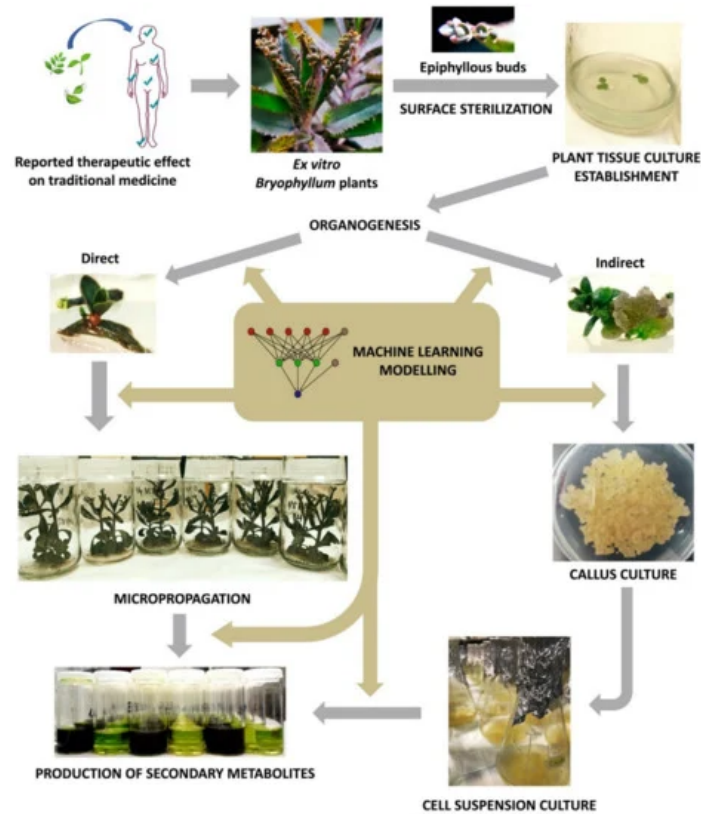 Epiphyllous buds
SURFACE STERILIZATION
Reported therapeutic effect
on traditional medicine
Ex vitro
Bryophyllum plants
PLANT TISSUE CULTURE
ESTABLISHMENT
ORGANOGENESIS
Direct
Indirect
MACHINE LEARNING
MODELLING
MICROPROPAGATION
CALLUS CULTURE
PRODUCTION OF SECONDARY METABOLITES
CELL SUSPENSION CULTURE